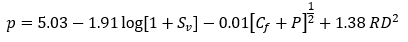 p = 5.03 − 1.91 log[1 + S_v] − 0.01[C_f + P]^{1/2} + 1.38 RD^2